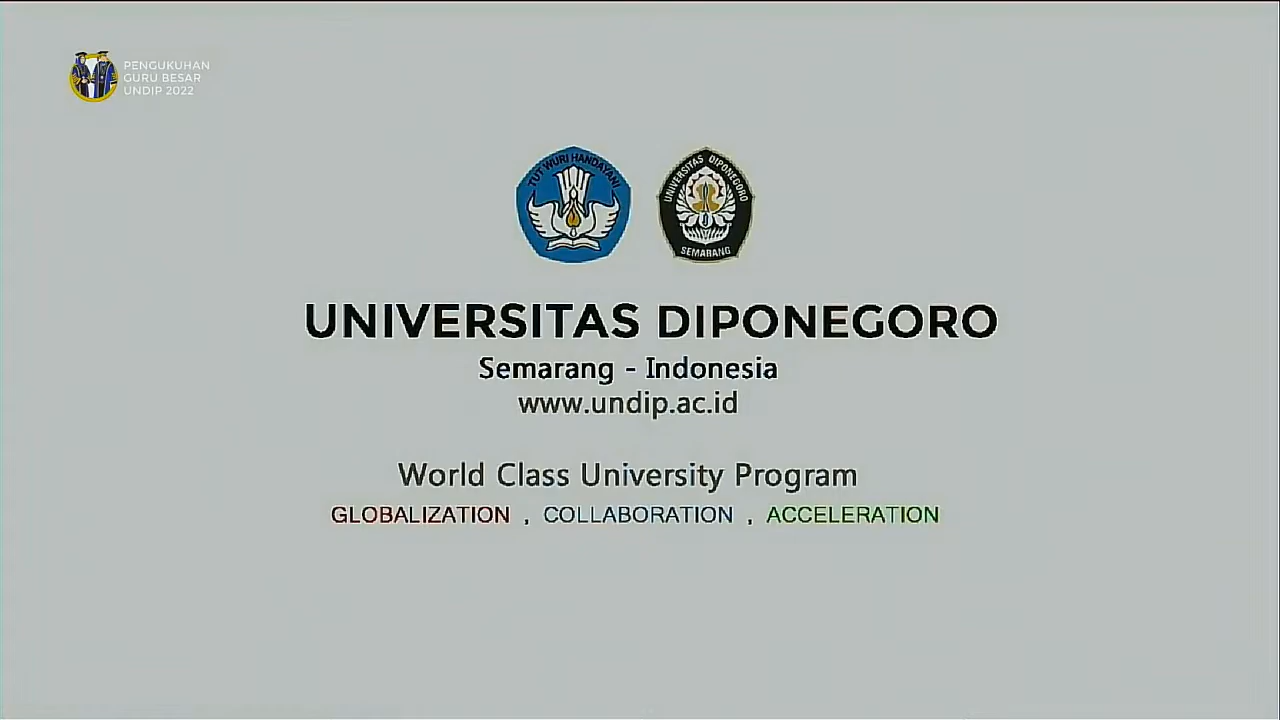 PENGUKUHAN
GURU BESAR
UNDIP 2022
TUT WURI HANDAYANI
UNIVERSITAS DIPONEGORO
SEMARANG
UNIVERSITAS DIPONEGORO
Semarang - Indonesia
www.undip.ac.id
World Class University Program
GLOBALIZATION , COLLABORATION , ACCELERATION